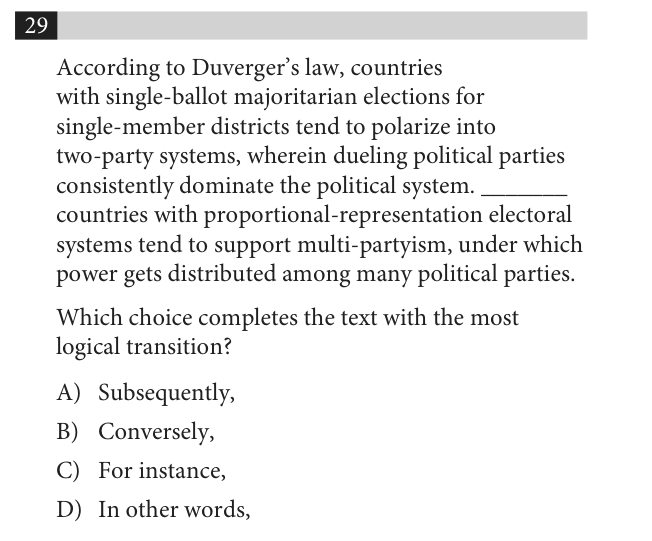 29
According to Duverger’s law, countries
with single-ballot majoritarian elections for
single-member districts tend to polarize into
two-party systems, wherein dueling political parties
consistently dominate the political system. _______
countries with proportional-representation electoral
systems tend to support multi-partyism, under which
power gets distributed among many political parties.
Which choice completes the text with the most
logical transition?
A) Subsequently,
B) Conversely,
C) For instance,
D) In other words,